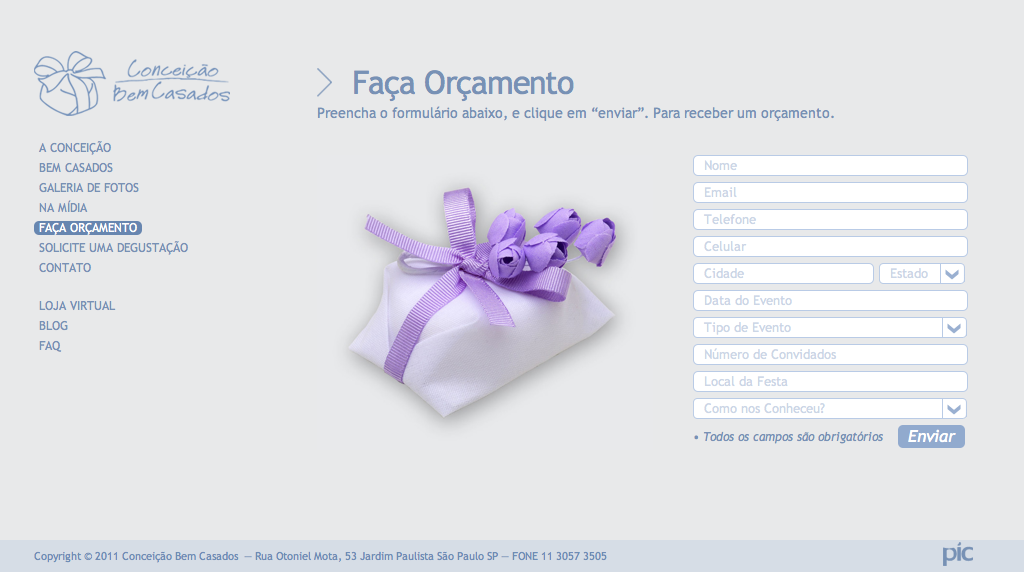 Conceição
Bem Casados
Faça Orçamento
Preencha o formulário abaixo, e clique em “enviar”. Para receber um orçamento.
A CONCEIÇÃO
BEM CASADOS
GALERIA DE FOTOS
NA MÍDIA
FAÇA ORÇAMENTO
SOLICITE UMA DEGUSTAÇÃO
CONTATO
LOJA VIRTUAL
BLOG
FAQ
Nome
Email
Telefone
Celular
Cidade Estado
Data do Evento
Tipo de Evento
Número de Convidados
Local da Festa
Como nos Conheceu?
• Todos os campos são obrigatórios Enviar
Copyright © 2011 Conceição Bem Casados — Rua Otoniel Mota, 53 Jardim Paulista São Paulo SP — FONE 11 3057 3505
pic